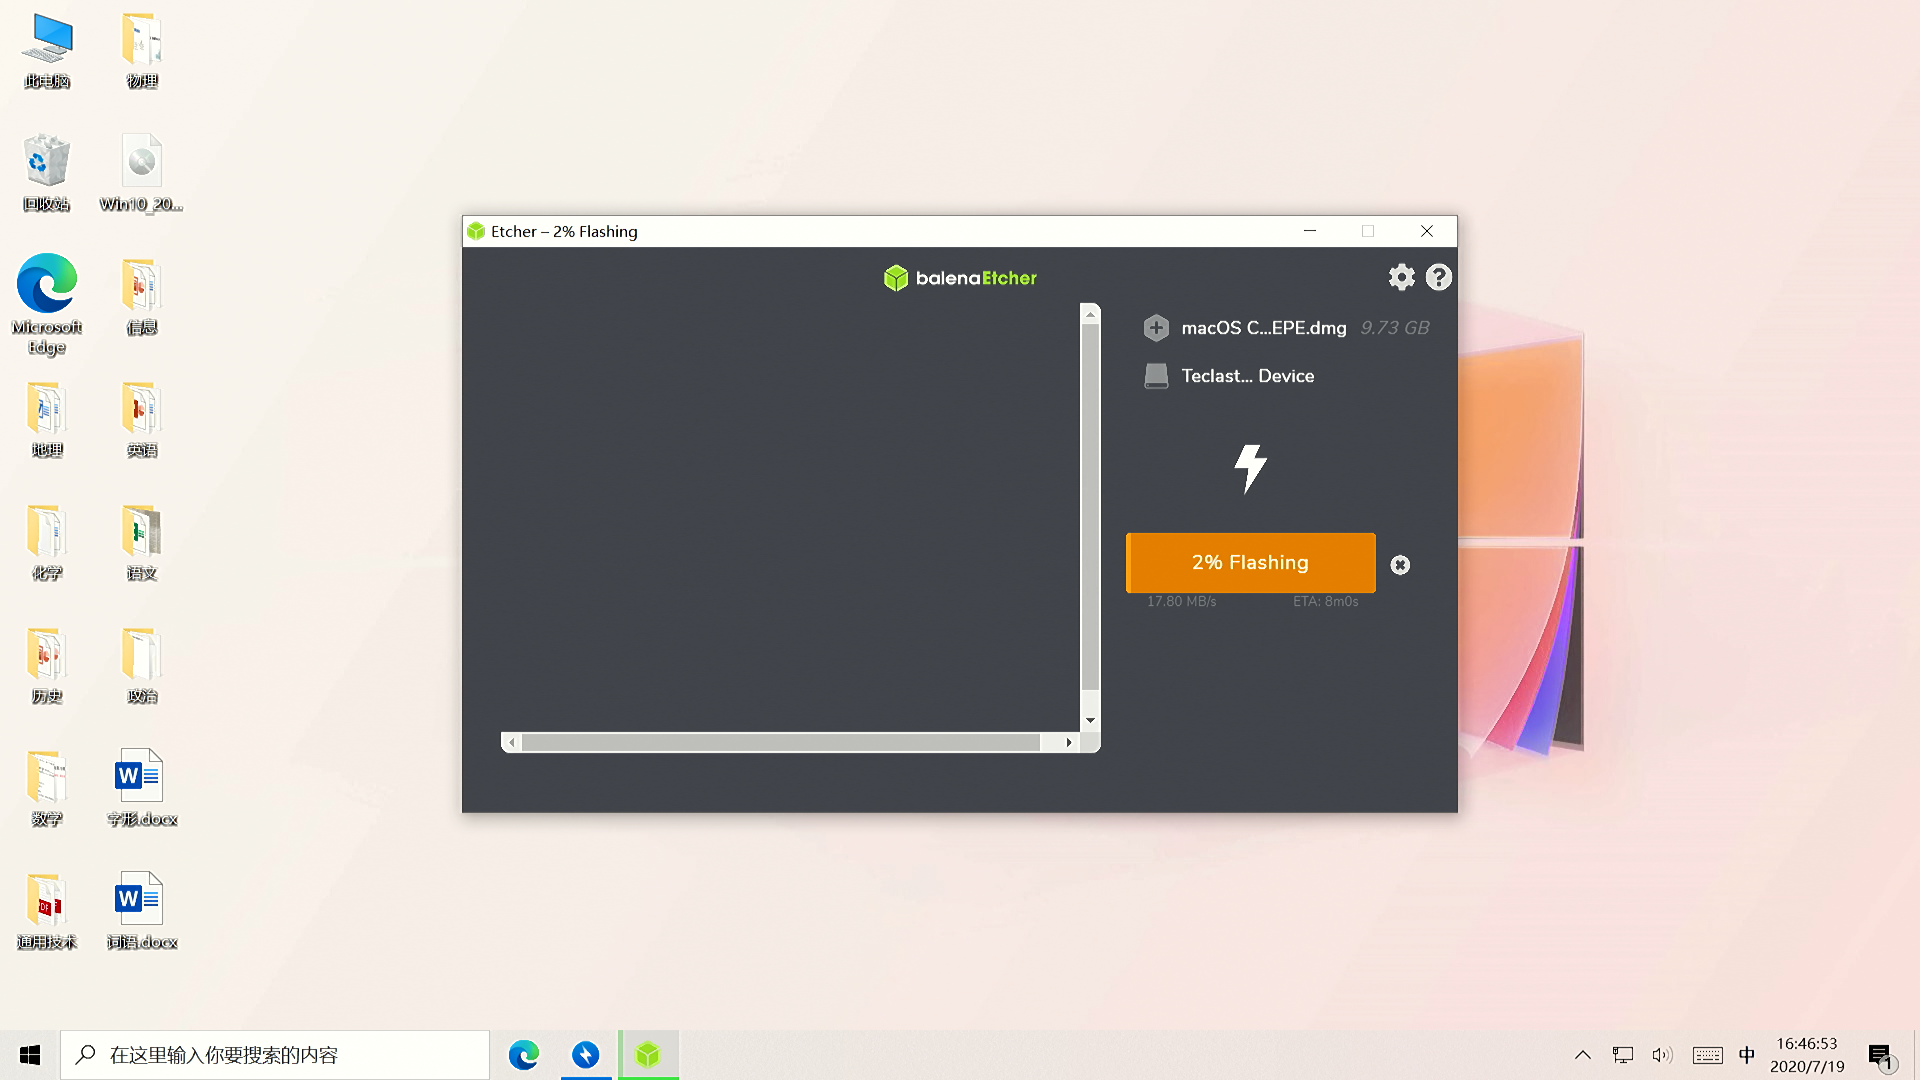 此电脑
物理
回收站
Win10_20...
Microsoft
Edge
信息
地理
英语
化学
语文
历史
政治
数学
字形.docx
通用技术
词语.docx
Etcher – 2% Flashing
balenaEtcher
macOS C...EPE.dmg 9.73 GB
Teclast... Device
2% Flashing
17.80 MB/s ETA: 8m0s
在这里输入你要搜索的内容
中
16:46:53
2020/7/19
1